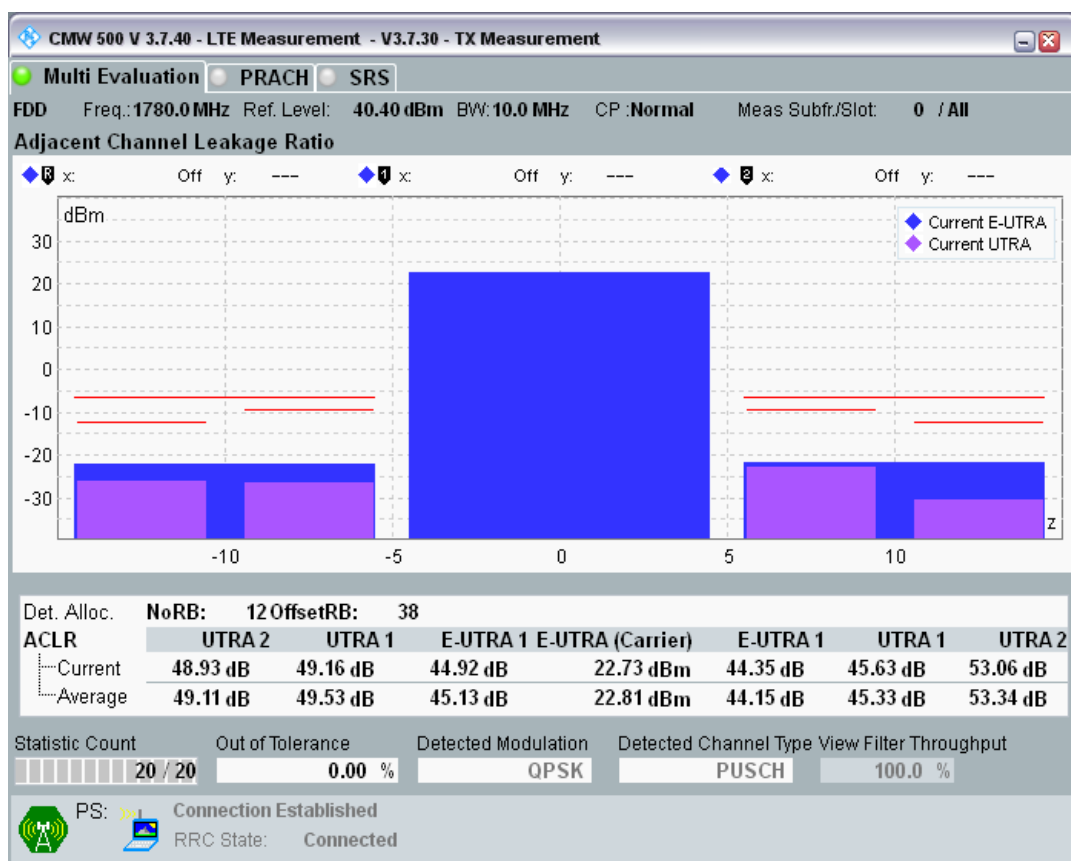 CMW 500 V 3.7.40 - LTE Measurement - V3.7.30 - TX Measurement
Multi Evaluation PRACH SRS
FDD Freq.: 1780.0 MHz Ref. Level: 40.40 dBm BW: 10.0 MHz CP :Normal Meas Subfr./Slot: 0 / All
Adjacent Channel Leakage Ratio
R x: Off y: --- 1 x: Off y: --- 2 x: Off y: ---
dBm
Current E-UTRA
Current UTRA
30
20
10
0
-10
-20
-30
z
-10 -5 0 5 10
Det. Alloc. NoRB: 12 OffsetRB: 38
ACLR UTRA 2 UTRA 1 E-UTRA 1 E-UTRA (Carrier) E-UTRA 1 UTRA 1 UTRA 2
Current 48.93 dB 49.16 dB 44.92 dB 22.73 dBm 44.35 dB 45.63 dB 53.06 dB
Average 49.11 dB 49.53 dB 45.13 dB 22.81 dBm 44.15 dB 45.33 dB 53.34 dB
Statistic Count Out of Tolerance Detected Modulation Detected Channel Type View Filter Throughput
20 / 20 0.00 % QPSK PUSCH 100.0 %
PS: Connection Established
RRC State: Connected